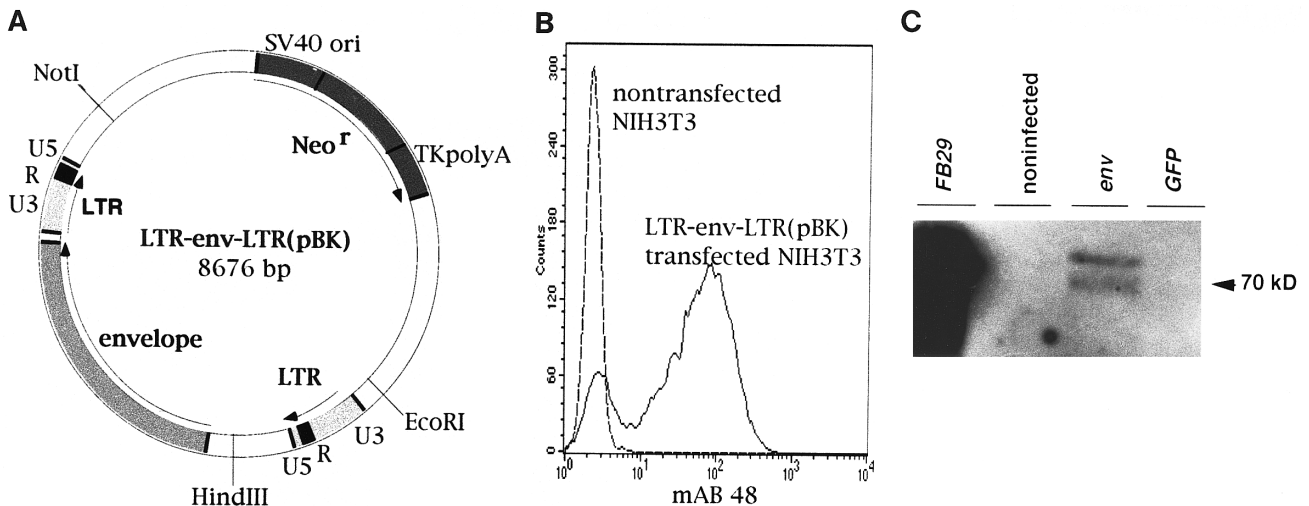 A
SV40 ori
NotI
Neo r
TKpolyA
U5
R
U3
LTR
LTR-env-LTR(pBK)
8676 bp
envelope
LTR
EcoRI
U3
R
U5
HindIII
B
300
240
180
120
60
0
Counts
nontransfected
NIH3T3
LTR-env-LTR(pBK)
transfected NIH3T3
10^0 10^1 10^2 10^3 10^4
mAB 48
C
FB29
noninfected
env
GFP
70 kD